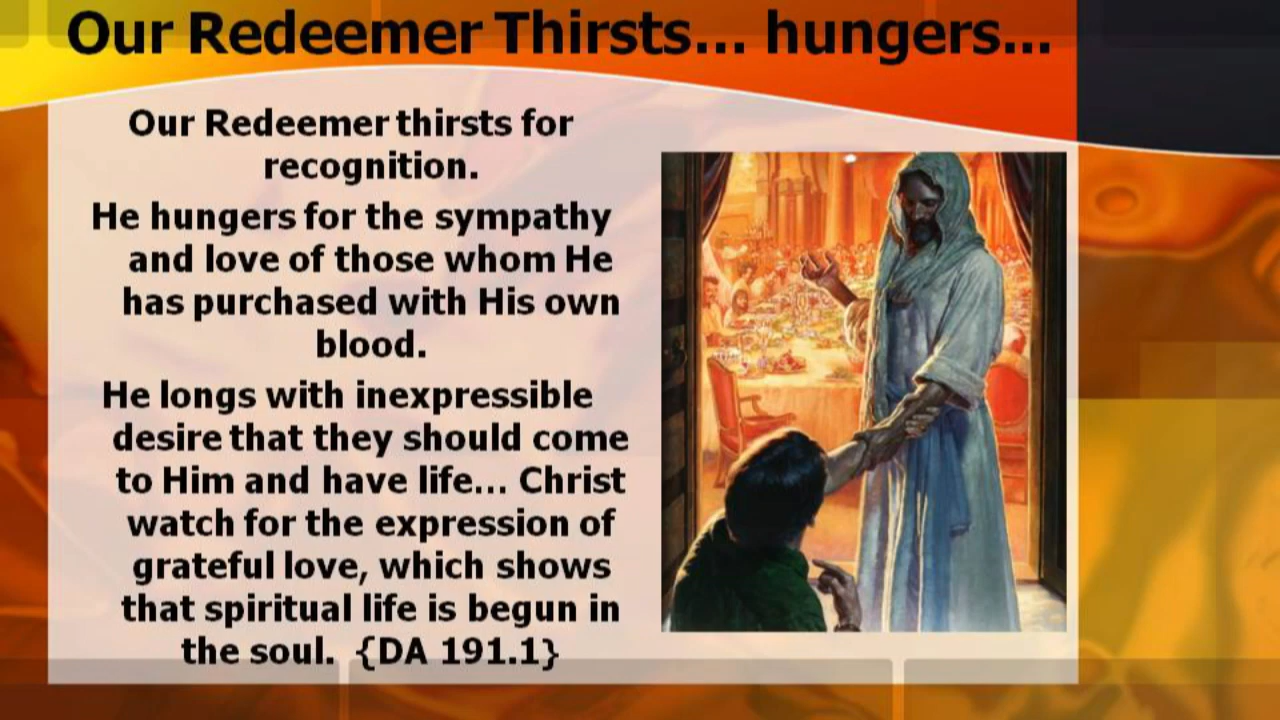 Our Redeemer Thirsts... hungers...
Our Redeemer thirsts for
recognition.
He hungers for the sympathy
and love of those whom He
has purchased with His own
blood.
He longs with inexpressible
desire that they should come
to Him and have life... Christ
watch for the expression of
grateful love, which shows
that spiritual life is begun in
the soul. {DA 191.1}